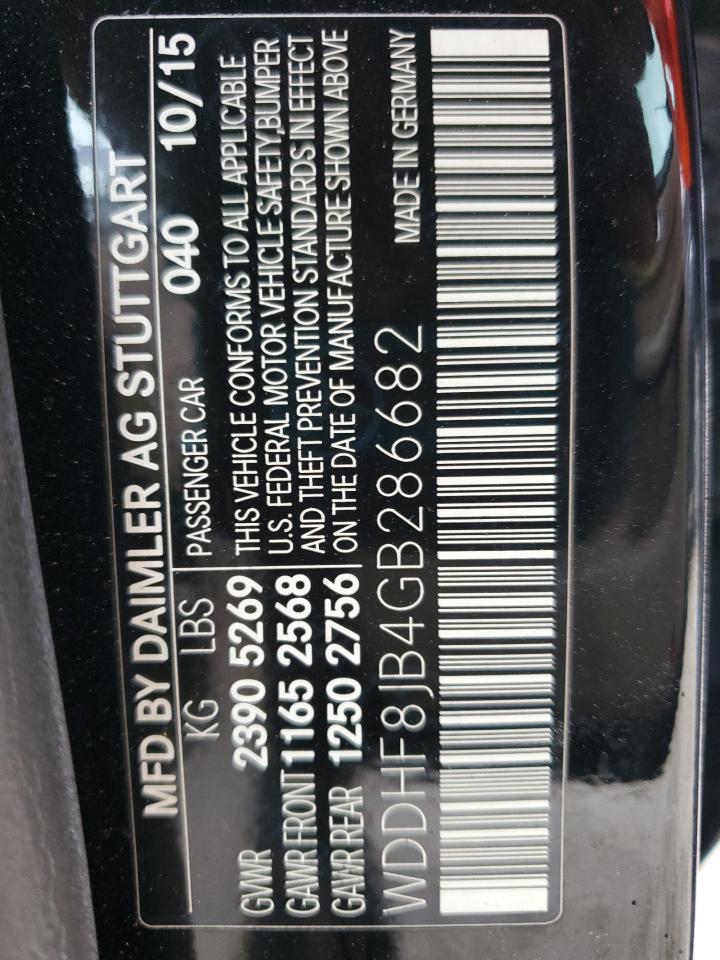 MFD BY DAIMLER AG STUTTGART
KG LBS PASSENGER CAR 040 10/15
GVWR 2390 5269 THIS VEHICLE CONFORMS TO ALL APPLICABLE
U.S. FEDERAL MOTOR VEHICLE SAFETY,BUMPER
GAWR FRONT 1165 2568 AND THEFT PREVENTION STANDARDS IN EFFECT
GAWR REAR 1250 2756 ON THE DATE OF MANUFACTURE SHOWN ABOVE
WDDHF8JB4GB286682 MADE IN GERMANY